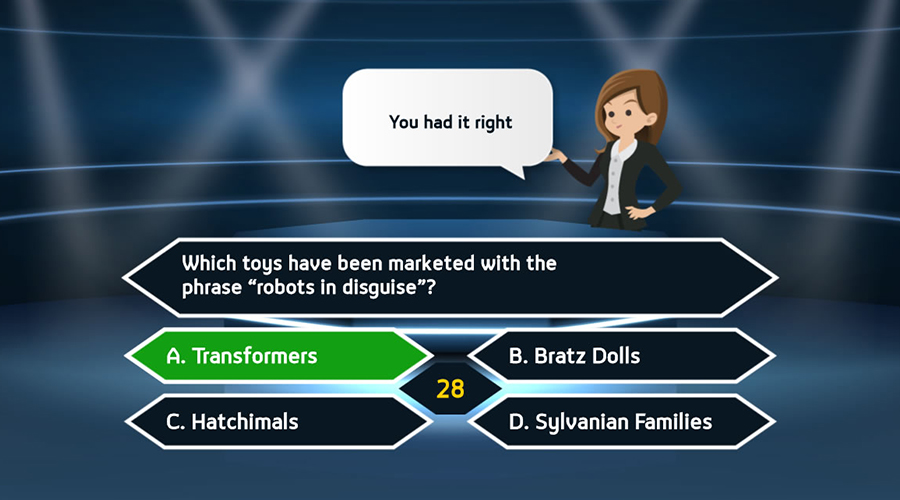 You had it right
Which toys have been marketed with the
phrase “robots in disguise”?
A. Transformers
B. Bratz Dolls
28
C. Hatchimals
D. Sylvanian Families